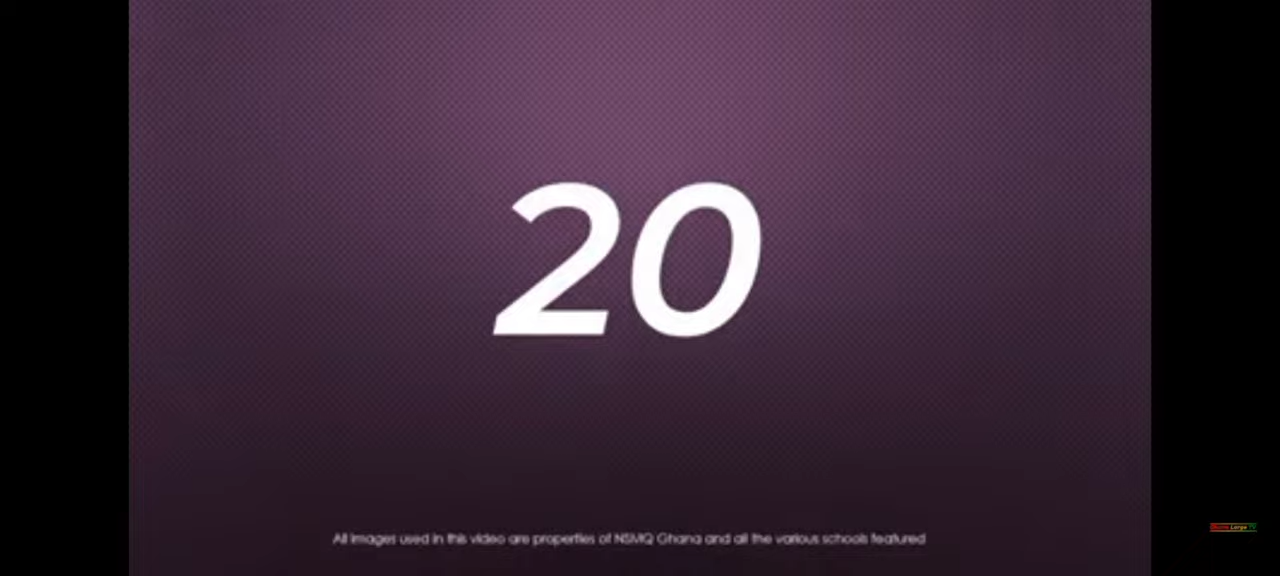 20
All images used in this video are properties of NSMQ Ghana and all the various schools featured